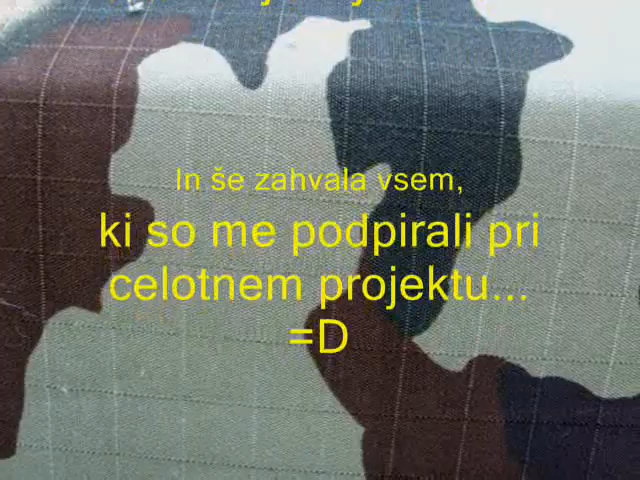 In še zahvala vsem,
ki so me podpirali pri
celotnem projektu...
=D